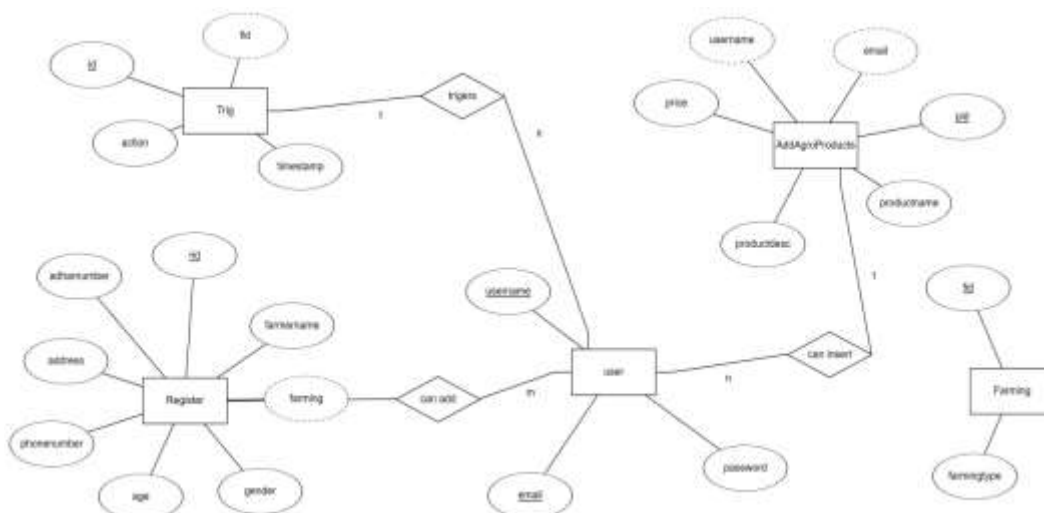 fid
id
Trig
action
timestamp
1
trigers
n
username
email
price
pid
AddAgroProducts
productname
productdesc
1
rid
adharnumber
farmername
address
Register
farming
can add
m
phonenumber
age
gender
username
user
n
can insert
email
password
fid
Farming
farmingtype